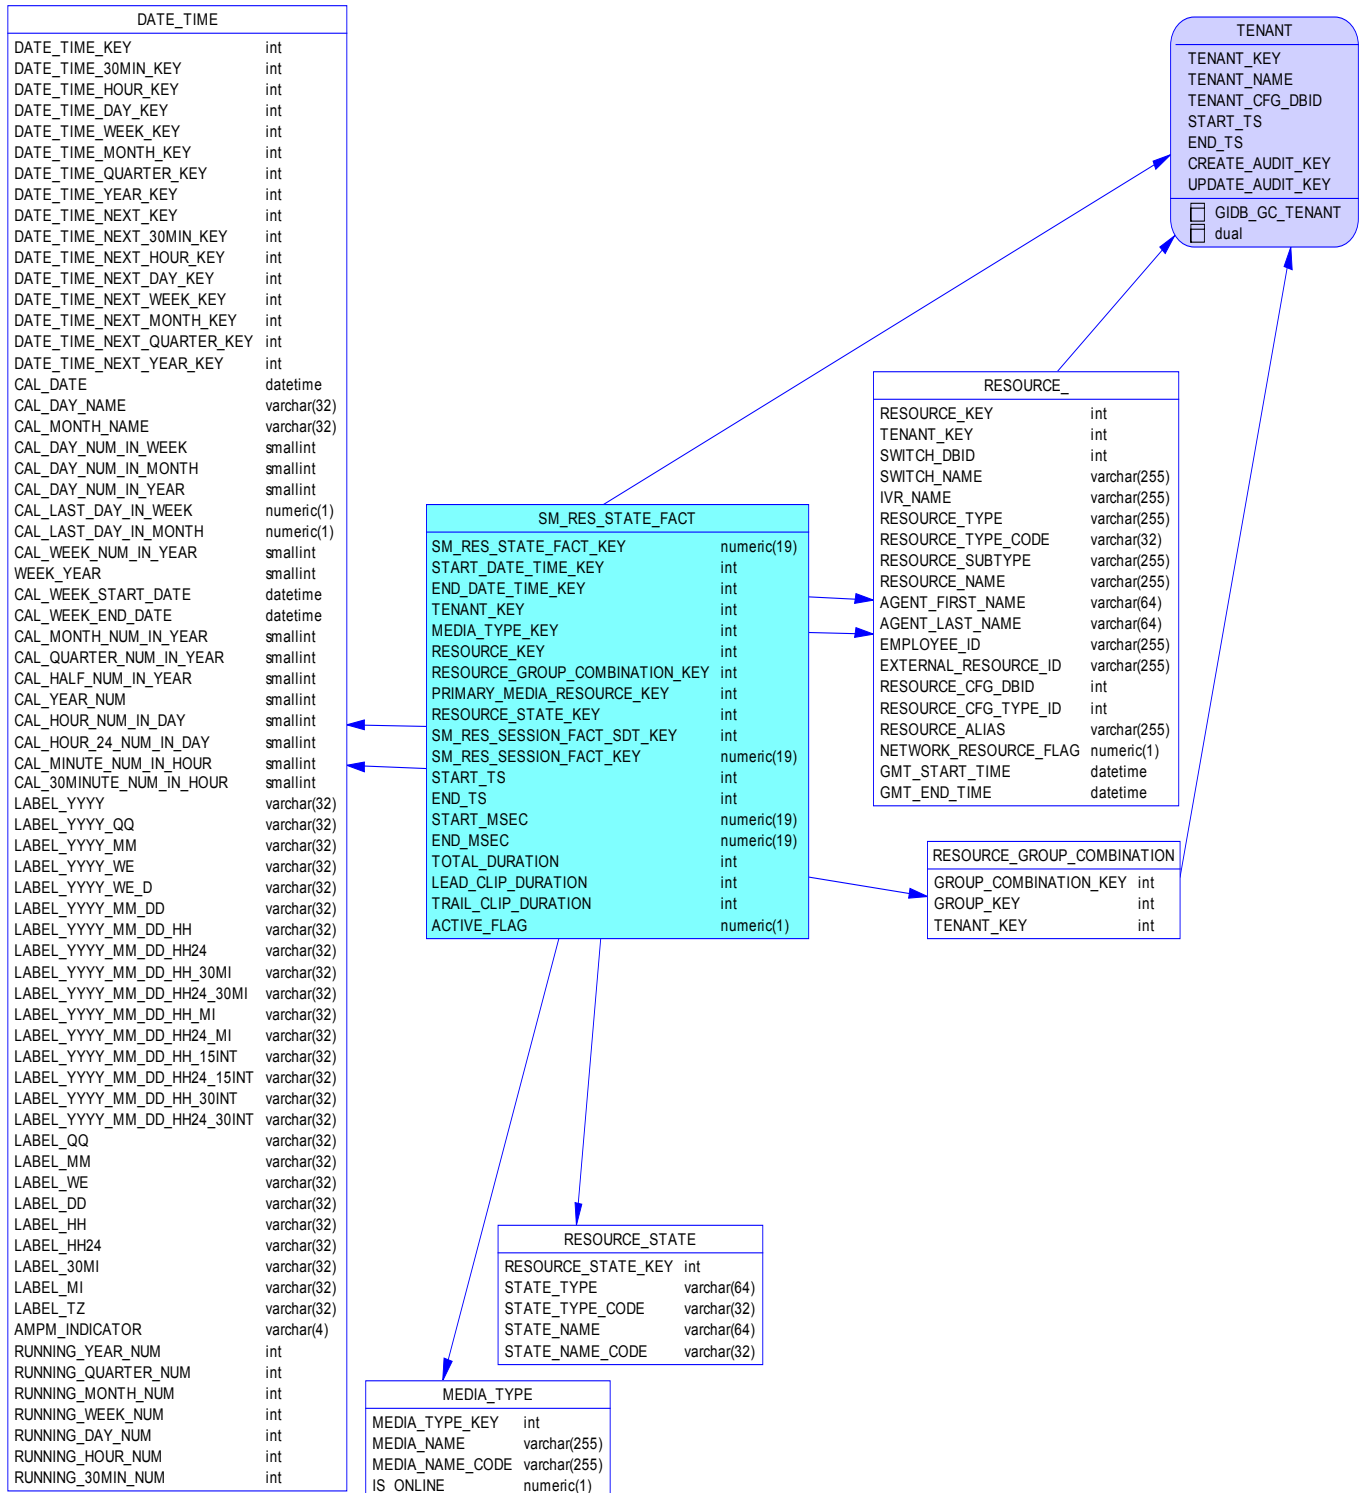 DATE_TIME
DATE_TIME_KEY int
DATE_TIME_30MIN_KEY int
DATE_TIME_HOUR_KEY int
DATE_TIME_DAY_KEY int
DATE_TIME_WEEK_KEY int
DATE_TIME_MONTH_KEY int
DATE_TIME_QUARTER_KEY int
DATE_TIME_YEAR_KEY int
DATE_TIME_NEXT_KEY int
DATE_TIME_NEXT_30MIN_KEY int
DATE_TIME_NEXT_HOUR_KEY int
DATE_TIME_NEXT_DAY_KEY int
DATE_TIME_NEXT_WEEK_KEY int
DATE_TIME_NEXT_MONTH_KEY int
DATE_TIME_NEXT_QUARTER_KEY int
DATE_TIME_NEXT_YEAR_KEY int
CAL_DATE datetime
CAL_DAY_NAME varchar(32)
CAL_MONTH_NAME varchar(32)
CAL_DAY_NUM_IN_WEEK smallint
CAL_DAY_NUM_IN_MONTH smallint
CAL_DAY_NUM_IN_YEAR smallint
CAL_LAST_DAY_IN_WEEK numeric(1)
CAL_LAST_DAY_IN_MONTH numeric(1)
CAL_WEEK_NUM_IN_YEAR smallint
WEEK_YEAR smallint
CAL_WEEK_START_DATE datetime
CAL_WEEK_END_DATE datetime
CAL_MONTH_NUM_IN_YEAR smallint
CAL_QUARTER_NUM_IN_YEAR smallint
CAL_HALF_NUM_IN_YEAR smallint
CAL_YEAR_NUM smallint
CAL_HOUR_NUM_IN_DAY smallint
CAL_HOUR_24_NUM_IN_DAY smallint
CAL_MINUTE_NUM_IN_HOUR smallint
CAL_30MINUTE_NUM_IN_HOUR smallint
LABEL_YYYY varchar(32)
LABEL_YYYY_QQ varchar(32)
LABEL_YYYY_MM varchar(32)
LABEL_YYYY_WE varchar(32)
LABEL_YYYY_WE_D varchar(32)
LABEL_YYYY_MM_DD varchar(32)
LABEL_YYYY_MM_DD_HH varchar(32)
LABEL_YYYY_MM_DD_HH24 varchar(32)
LABEL_YYYY_MM_DD_HH_30MI varchar(32)
LABEL_YYYY_MM_DD_HH24_30MI varchar(32)
LABEL_YYYY_MM_DD_HH_MI varchar(32)
LABEL_YYYY_MM_DD_HH24_MI varchar(32)
LABEL_YYYY_MM_DD_HH_15INT varchar(32)
LABEL_YYYY_MM_DD_HH24_15INT varchar(32)
LABEL_YYYY_MM_DD_HH_30INT varchar(32)
LABEL_YYYY_MM_DD_HH24_30INT varchar(32)
LABEL_QQ varchar(32)
LABEL_MM varchar(32)
LABEL_WE varchar(32)
LABEL_DD varchar(32)
LABEL_HH varchar(32)
LABEL_HH24 varchar(32)
LABEL_30MI varchar(32)
LABEL_MI varchar(32)
LABEL_TZ varchar(32)
AMPM_INDICATOR varchar(4)
RUNNING_YEAR_NUM int
RUNNING_QUARTER_NUM int
RUNNING_MONTH_NUM int
RUNNING_WEEK_NUM int
RUNNING_DAY_NUM int
RUNNING_HOUR_NUM int
RUNNING_30MIN_NUM int
SM_RES_STATE_FACT
SM_RES_STATE_FACT_KEY numeric(19)
START_DATE_TIME_KEY int
END_DATE_TIME_KEY int
TENANT_KEY int
MEDIA_TYPE_KEY int
RESOURCE_KEY int
RESOURCE_GROUP_COMBINATION_KEY int
PRIMARY_MEDIA_RESOURCE_KEY int
RESOURCE_STATE_KEY int
SM_RES_SESSION_FACT_SDT_KEY int
SM_RES_SESSION_FACT_KEY numeric(19)
START_TS int
END_TS int
START_MSEC numeric(19)
END_MSEC numeric(19)
TOTAL_DURATION int
LEAD_CLIP_DURATION int
TRAIL_CLIP_DURATION int
ACTIVE_FLAG numeric(1)
TENANT
TENANT_KEY
TENANT_NAME
TENANT_CFG_DBID
START_TS
END_TS
CREATE_AUDIT_KEY
UPDATE_AUDIT_KEY
GIDB_GC_TENANT
dual
RESOURCE_
RESOURCE_KEY int
TENANT_KEY int
SWITCH_DBID int
SWITCH_NAME varchar(255)
IVR_NAME varchar(255)
RESOURCE_TYPE varchar(255)
RESOURCE_TYPE_CODE varchar(32)
RESOURCE_SUBTYPE varchar(255)
RESOURCE_NAME varchar(255)
AGENT_FIRST_NAME varchar(64)
AGENT_LAST_NAME varchar(64)
EMPLOYEE_ID varchar(255)
EXTERNAL_RESOURCE_ID varchar(255)
RESOURCE_CFG_DBID int
RESOURCE_CFG_TYPE_ID int
RESOURCE_ALIAS varchar(255)
NETWORK_RESOURCE_FLAG numeric(1)
GMT_START_TIME datetime
GMT_END_TIME datetime
RESOURCE_GROUP_COMBINATION
GROUP_COMBINATION_KEY int
GROUP_KEY int
TENANT_KEY int
RESOURCE_STATE
RESOURCE_STATE_KEY int
STATE_TYPE varchar(64)
STATE_TYPE_CODE varchar(32)
STATE_NAME varchar(64)
STATE_NAME_CODE varchar(32)
MEDIA_TYPE
MEDIA_TYPE_KEY int
MEDIA_NAME varchar(255)
MEDIA_NAME_CODE varchar(255)
IS_ONLINE numeric(1)